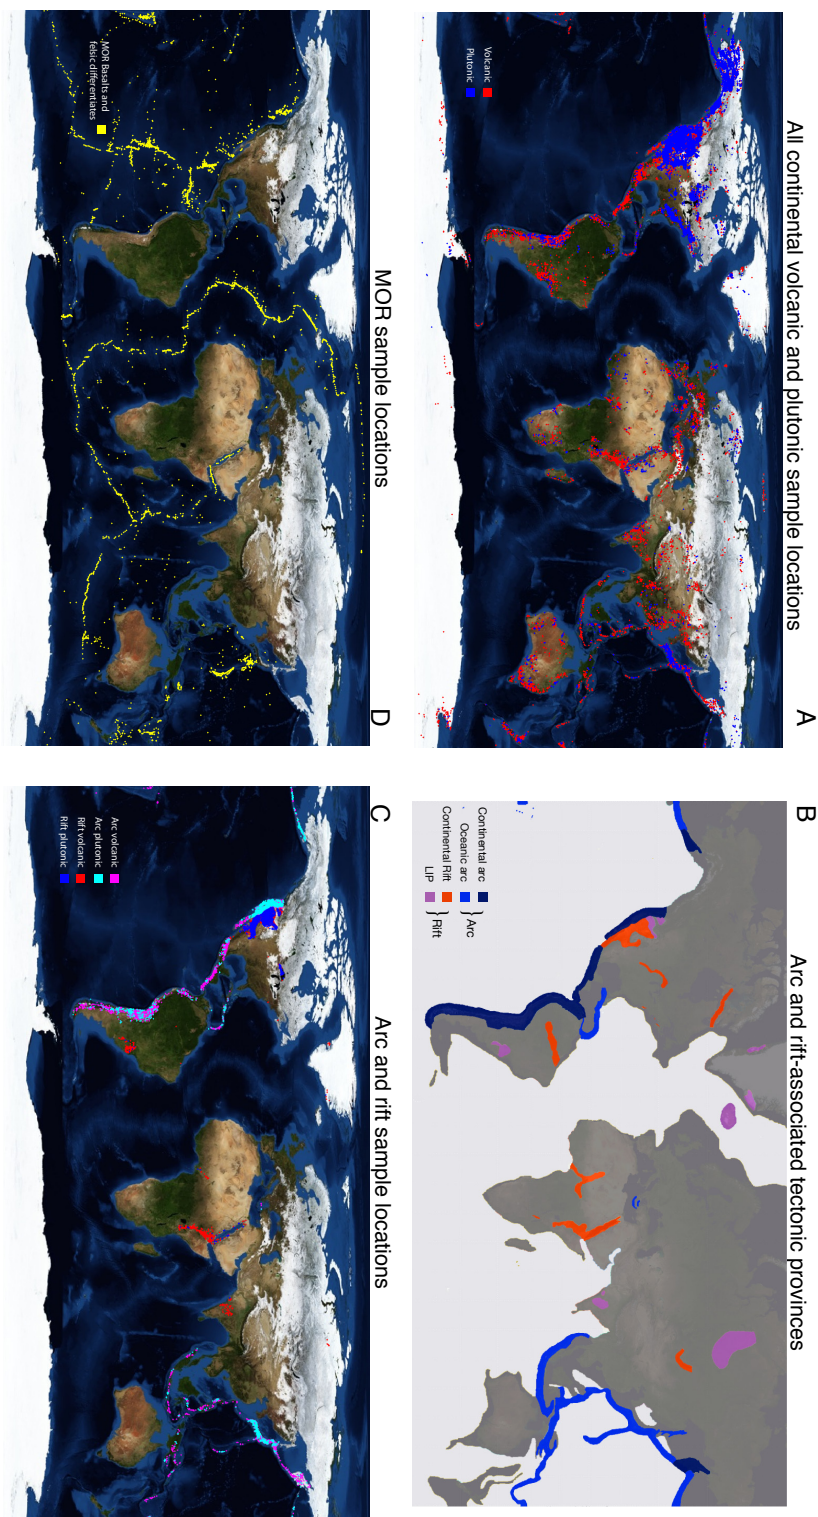 All continental volcanic and plutonic sample locations
A
Volcanic
Plutonic
B
Arc and rift-associated tectonic provinces
Continental arc
Oceanic arc
} Arc
Continental Rift
LIP
} Rift
C
Arc and rift sample locations
Arc volcanic
Arc plutonic
Rift volcanic
Rift plutonic
MOR sample locations
D
MOR Basalts and
felsic differentiates